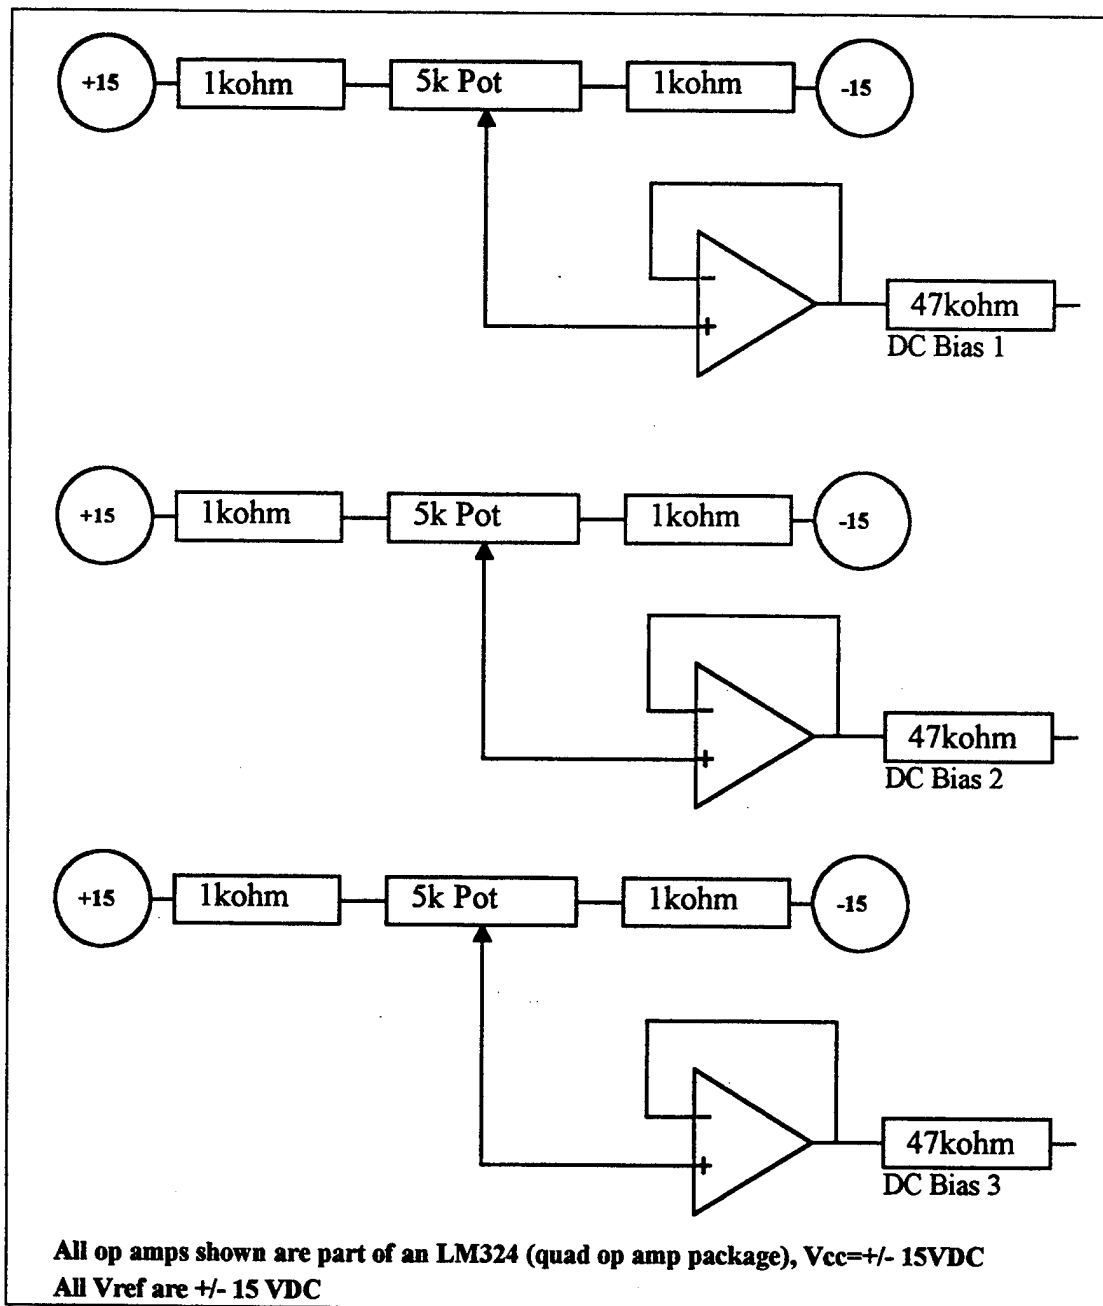 +15 1kohm 5k Pot 1kohm -15
- 
+
47kohm
DC Bias 1
+15 1kohm 5k Pot 1kohm -15
-
+
47kohm
DC Bias 2
+15 1kohm 5k Pot 1kohm -15
-
+
47kohm
DC Bias 3
All op amps shown are part of an LM324 (quad op amp package), Vcc=+/- 15VDC
All Vref are +/- 15 VDC